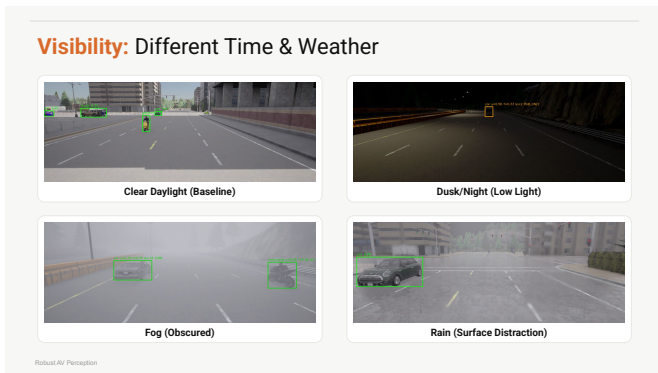 Visibility: Different Time & Weather
Clear Daylight (Baseline)
Dusk/Night (Low Light)
Fog (Obscured)
Rain (Surface Distraction)
Robust AV Perception